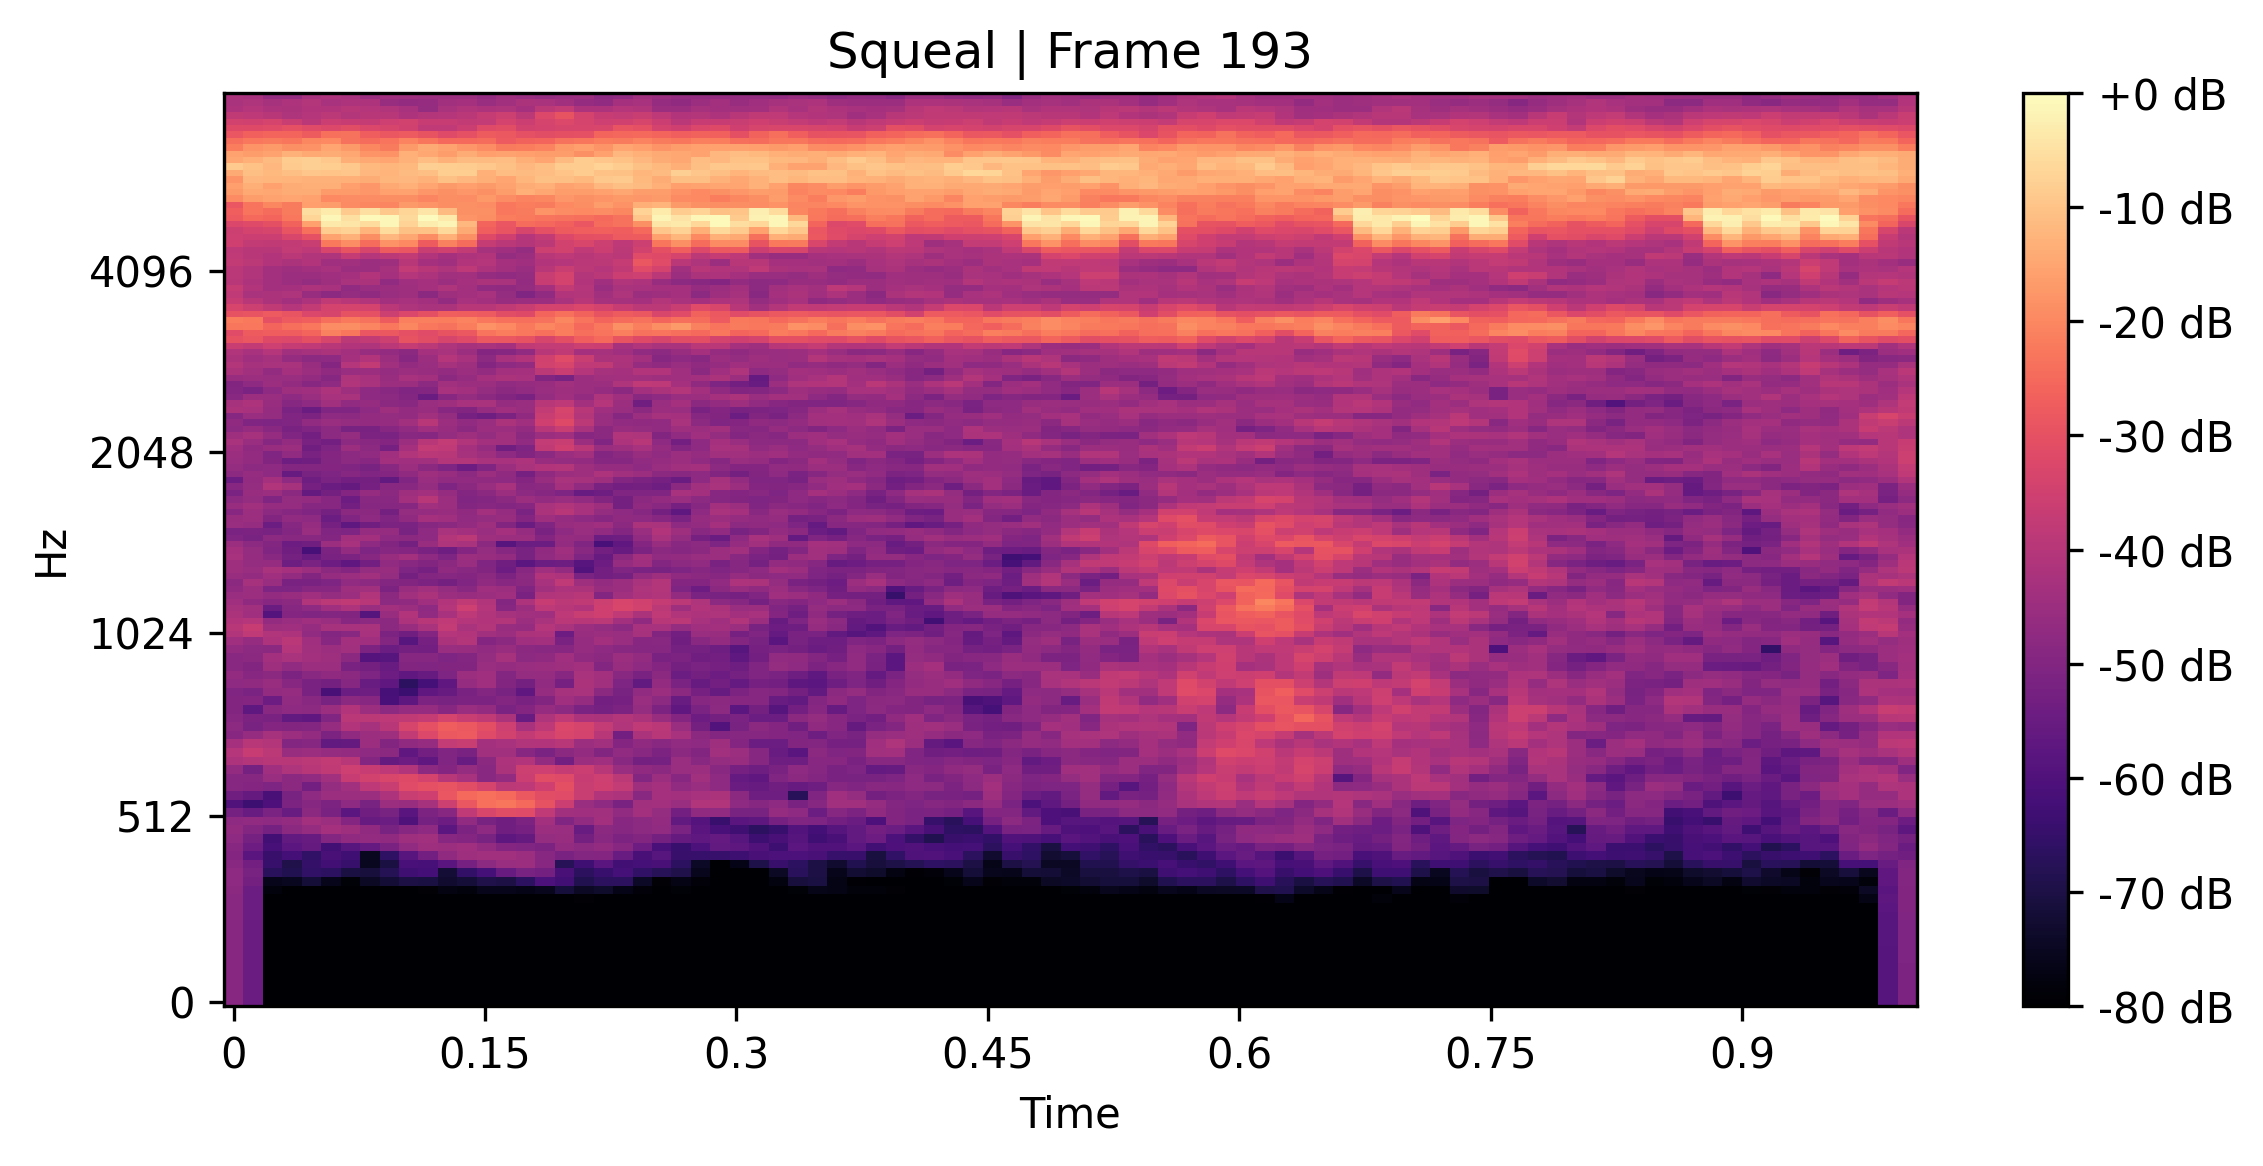 Squeal | Frame 193
+0 dB
-10 dB
-20 dB
-30 dB
-40 dB
-50 dB
-60 dB
-70 dB
-80 dB
Hz
4096
2048
1024
512
0
0 0.15 0.3 0.45 0.6 0.75 0.9
Time